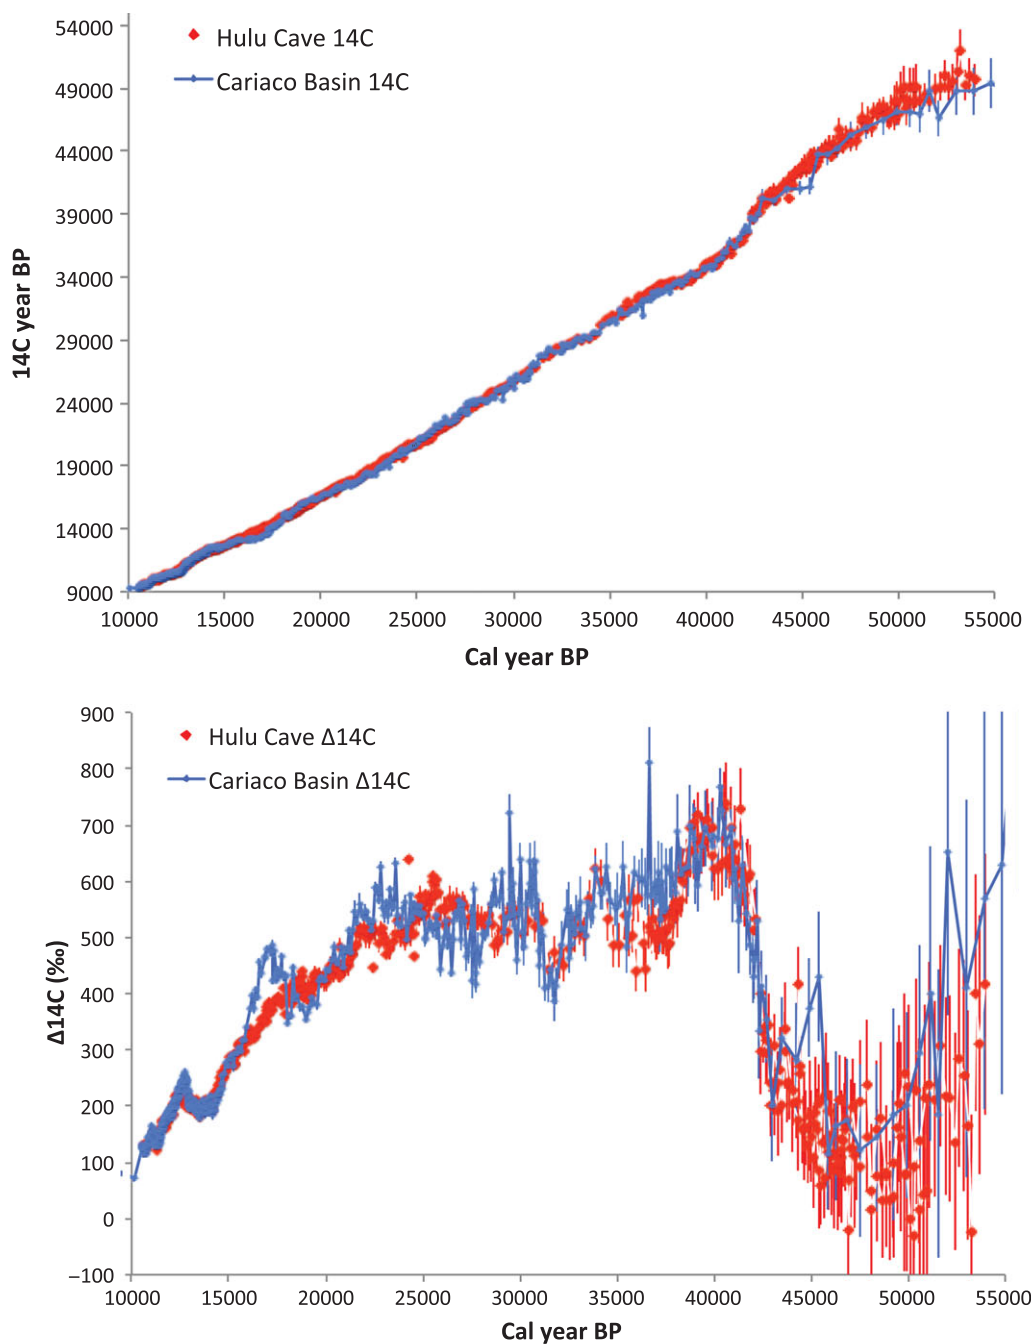 54000
49000
44000
39000
34000
29000
24000
19000
14000
9000
14C year BP
Hulu Cave 14C
Cariaco Basin 14C
10000 15000 20000 25000 30000 35000 40000 45000 50000 55000
Cal year BP
900
800
700
600
500
400
300
200
100
0
−100
Δ14C (‰)
Hulu Cave Δ14C
Cariaco Basin Δ14C
10000 15000 20000 25000 30000 35000 40000 45000 50000 55000
Cal year BP